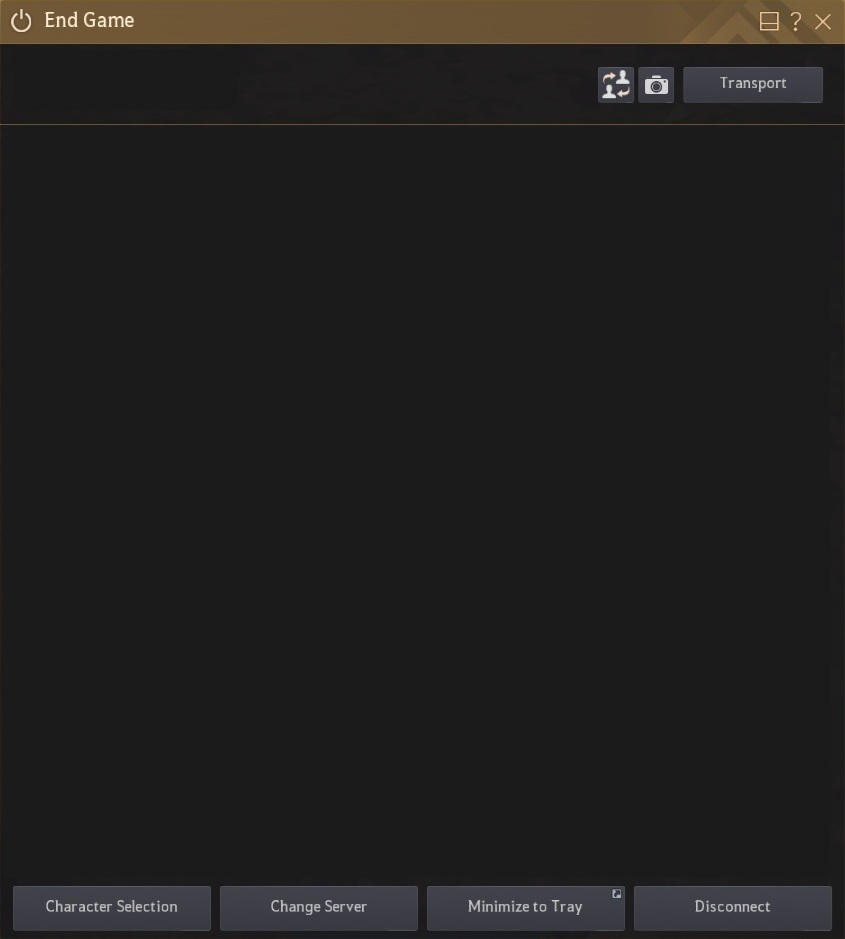 End Game
?
Transport
Character Selection
Change Server
Minimize to Tray
Disconnect